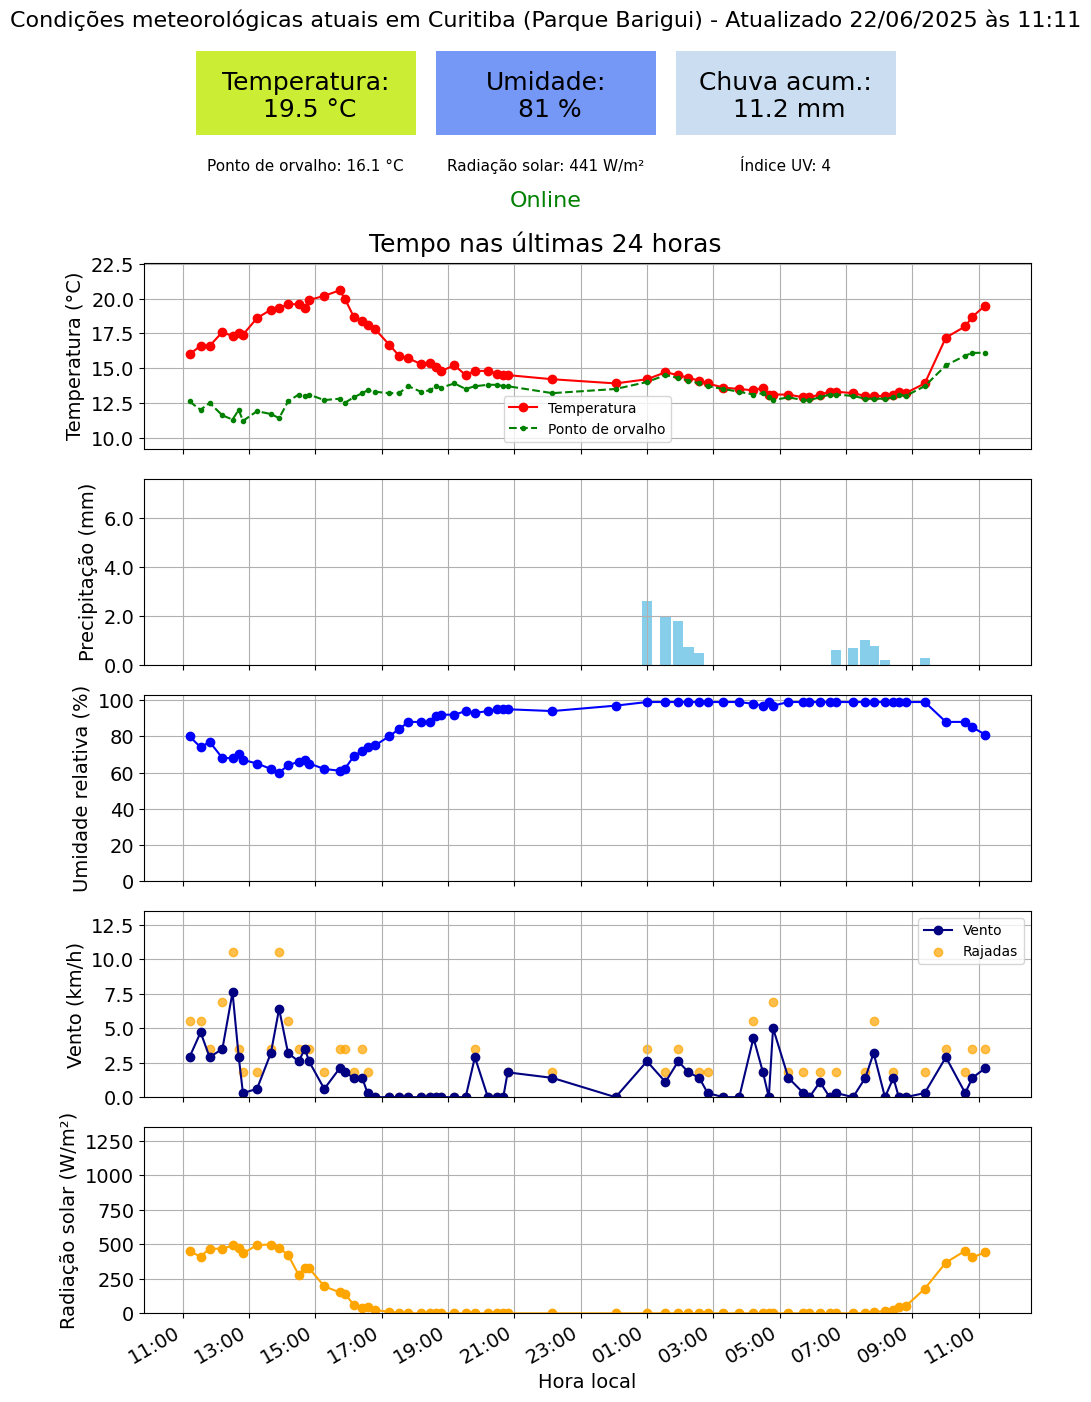 Condições meteorológicas atuais em Curitiba (Parque Barigui) - Atualizado 22/06/2025 às 11:11
Temperatura:
19.5 °C
Umidade:
81 %
Chuva acum.:
11.2 mm
Ponto de orvalho: 16.1 °C
Radiação solar: 441 W/m²
Índice UV: 4
Online
Tempo nas últimas 24 horas
Temperatura (°C)
22.5
20.0
17.5
15.0
12.5
10.0
Temperatura
Ponto de orvalho
Precipitação (mm)
6.0
4.0
2.0
0.0
Umidade relativa (%)
100
80
60
40
20
0
Vento (km/h)
12.5
10.0
7.5
5.0
2.5
0.0
Vento
Rajadas
Radiação solar (W/m²)
1250
1000
750
500
250
0
11:00
13:00
15:00
17:00
19:00
21:00
23:00
01:00
03:00
05:00
07:00
09:00
11:00
Hora local